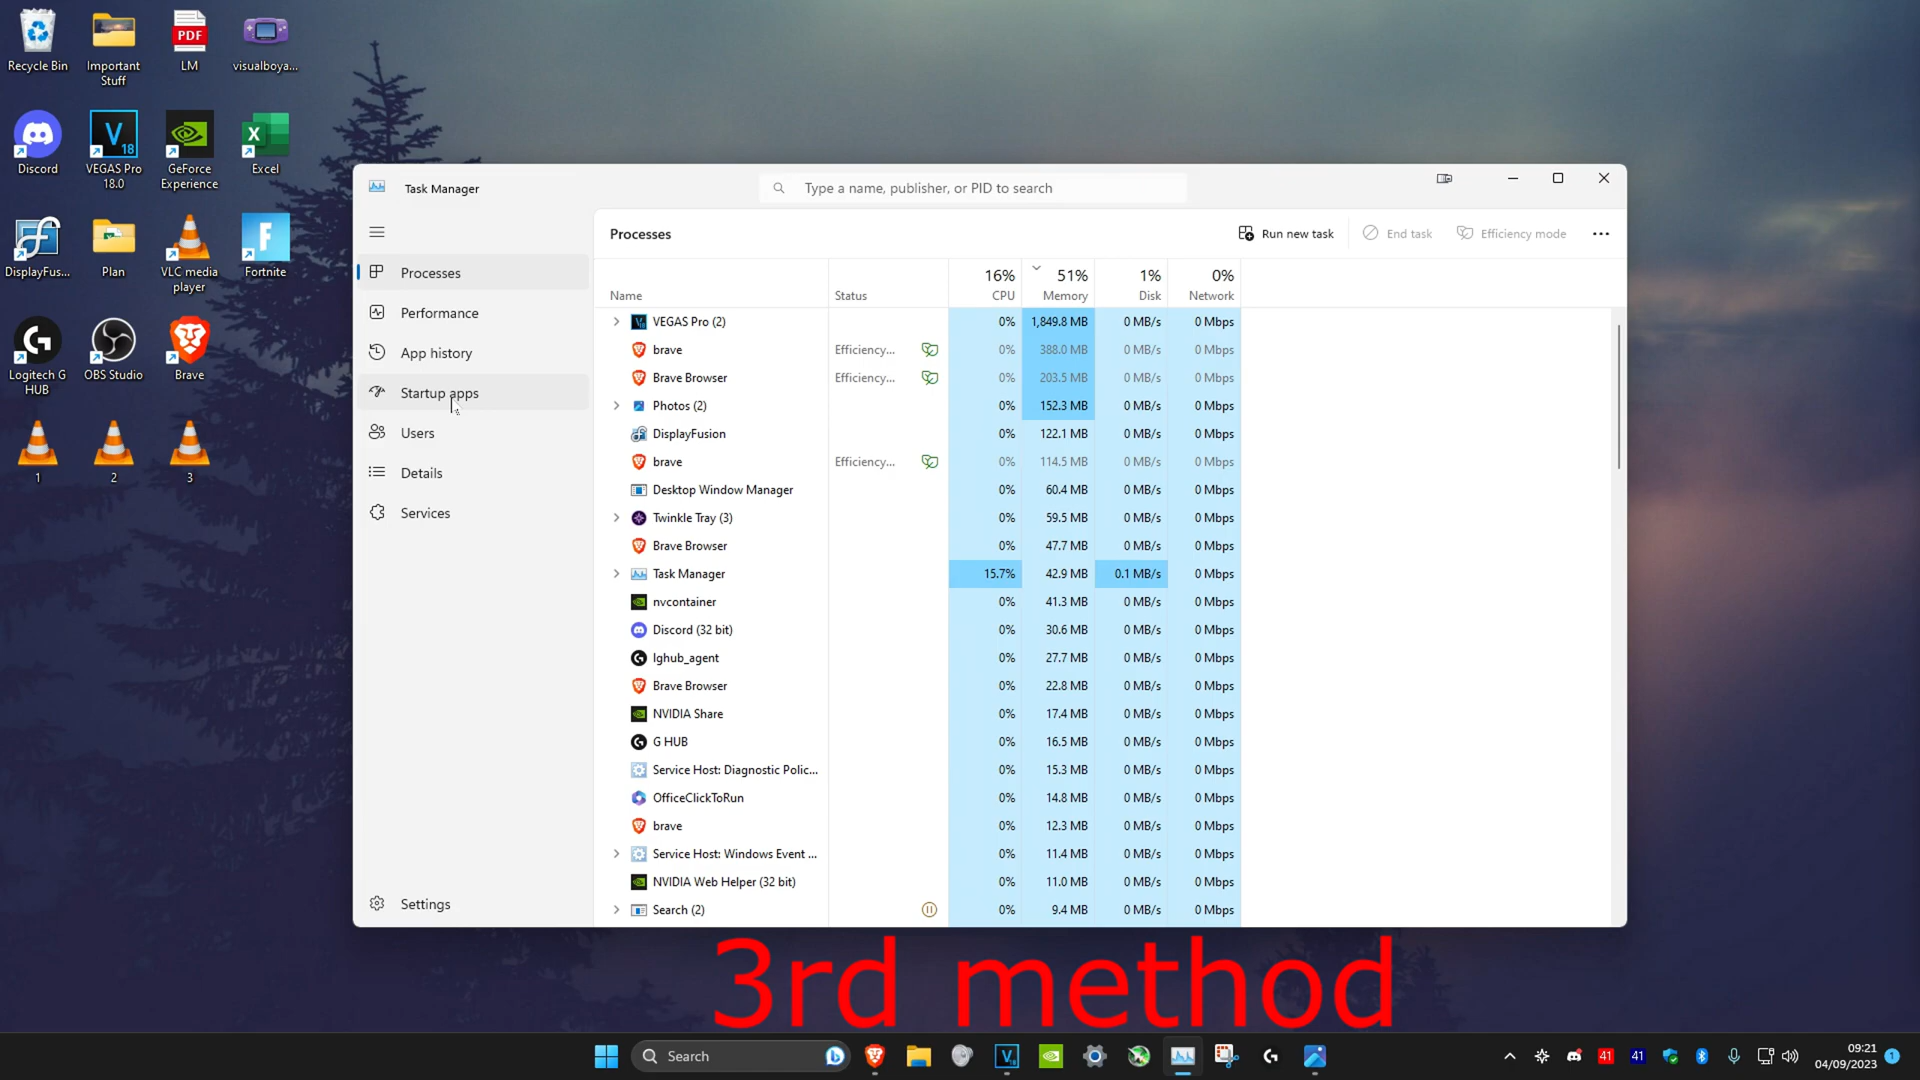 Recycle Bin
Important
Stuff
LM
PDF
visualboya...
Discord
VEGAS Pro
18.0
GeForce
Experience
Excel
DisplayFus...
Plan
VLC media
player
Fortnite
Logitech G
HUB
OBS Studio
Brave
1
2
3
Task Manager
Type a name, publisher, or PID to search
Processes
Performance
App history
Startup apps
Users
Details
Services
Settings
Processes
Run new task
End task
Efficiency mode
16% 51% 1% 0%
Name Status CPU Memory Disk Network
VEGAS Pro (2) 0% 1,849.8 MB 0 MB/s 0 Mbps
brave Efficiency... 0% 388.0 MB 0 MB/s 0 Mbps
Brave Browser Efficiency... 0% 203.5 MB 0 MB/s 0 Mbps
Photos (2) 0% 152.3 MB 0 MB/s 0 Mbps
DisplayFusion 0% 122.1 MB 0 MB/s 0 Mbps
brave Efficiency... 0% 114.5 MB 0 MB/s 0 Mbps
Desktop Window Manager 0% 60.4 MB 0 MB/s 0 Mbps
Twinkle Tray (3) 0% 59.5 MB 0 MB/s 0 Mbps
Brave Browser 0% 47.7 MB 0 MB/s 0 Mbps
Task Manager 15.7% 42.9 MB 0.1 MB/s 0 Mbps
nvcontainer 0% 41.3 MB 0 MB/s 0 Mbps
Discord (32 bit) 0% 30.6 MB 0 MB/s 0 Mbps
lghub_agent 0% 27.7 MB 0 MB/s 0 Mbps
Brave Browser 0% 22.8 MB 0 MB/s 0 Mbps
NVIDIA Share 0% 17.4 MB 0 MB/s 0 Mbps
G HUB 0% 16.5 MB 0 MB/s 0 Mbps
Service Host: Diagnostic Polic... 0% 15.3 MB 0 MB/s 0 Mbps
OfficeClickToRun 0% 14.8 MB 0 MB/s 0 Mbps
brave 0% 12.3 MB 0 MB/s 0 Mbps
Service Host: Windows Event ... 0% 11.4 MB 0 MB/s 0 Mbps
NVIDIA Web Helper (32 bit) 0% 11.0 MB 0 MB/s 0 Mbps
Search (2) 0% 9.4 MB 0 MB/s 0 Mbps
3rd method
Search
41
41
09:21
04/09/2023
1